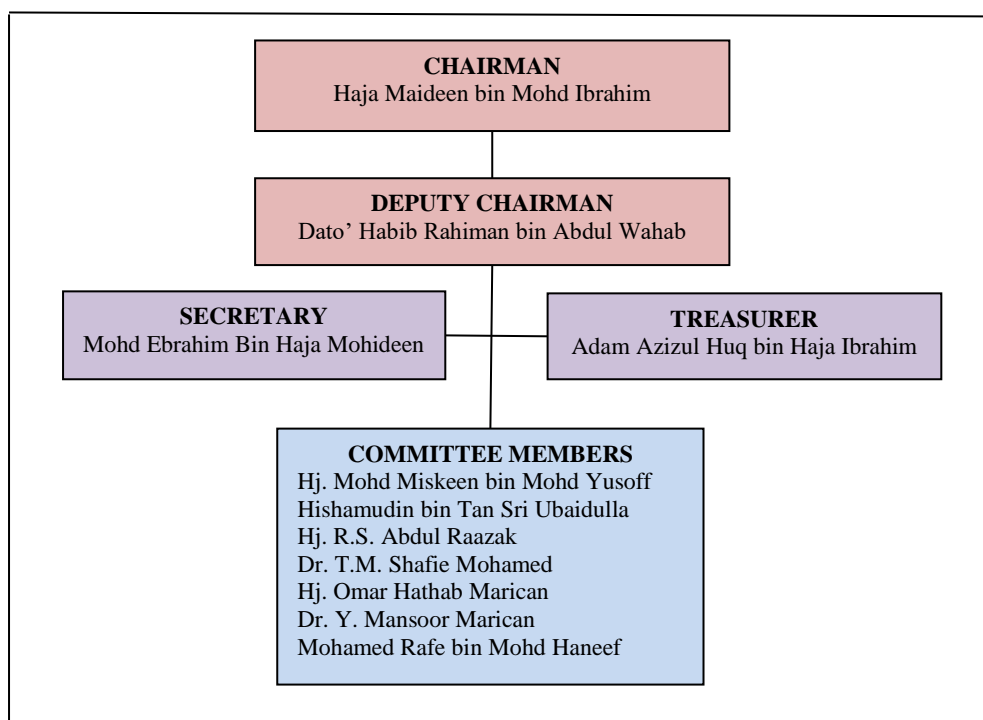 CHAIRMAN
Haja Maideen bin Mohd Ibrahim
DEPUTY CHAIRMAN
Dato’ Habib Rahiman bin Abdul Wahab
SECRETARY
Mohd Ebrahim Bin Haja Mohideen
TREASURER
Adam Azizul Huq bin Haja Ibrahim
COMMITTEE MEMBERS
Hj. Mohd Miskeen bin Mohd Yusoff
Hishamudin bin Tan Sri Ubaidulla
Hj. R.S. Abdul Raazak
Dr. T.M. Shafie Mohamed
Hj. Omar Hathab Marican
Dr. Y. Mansoor Marican
Mohamed Rafe bin Mohd Haneef